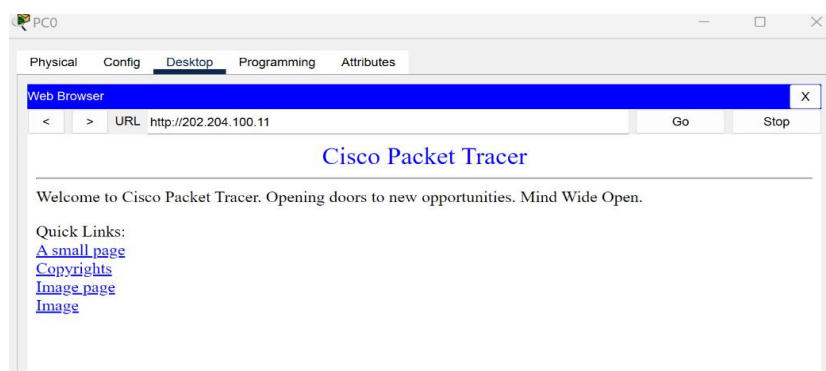 PC0
Physical Config Desktop Programming Attributes
Web Browser X
< > URL http://202.204.100.11 Go Stop
Cisco Packet Tracer
Welcome to Cisco Packet Tracer. Opening doors to new opportunities. Mind Wide Open.
Quick Links:
A small page
Copyrights
Image page
Image